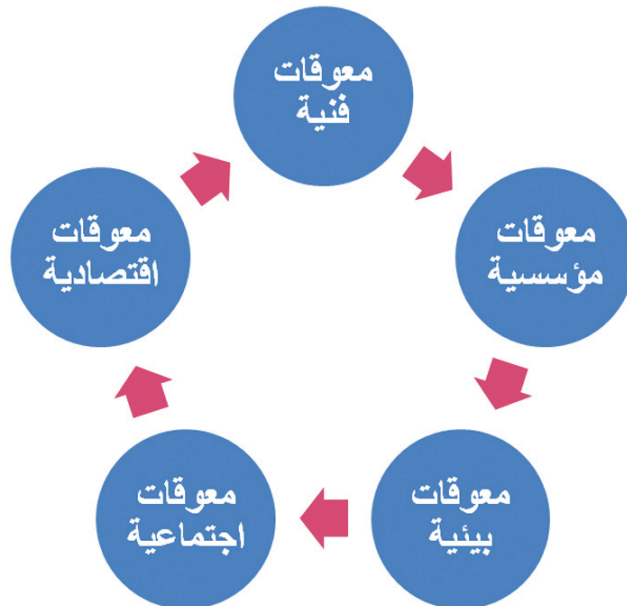 معوقات
فنية
معوقات
مؤسسية
معوقات
بيئية
معوقات
اجتماعية
معوقات
اقتصادية